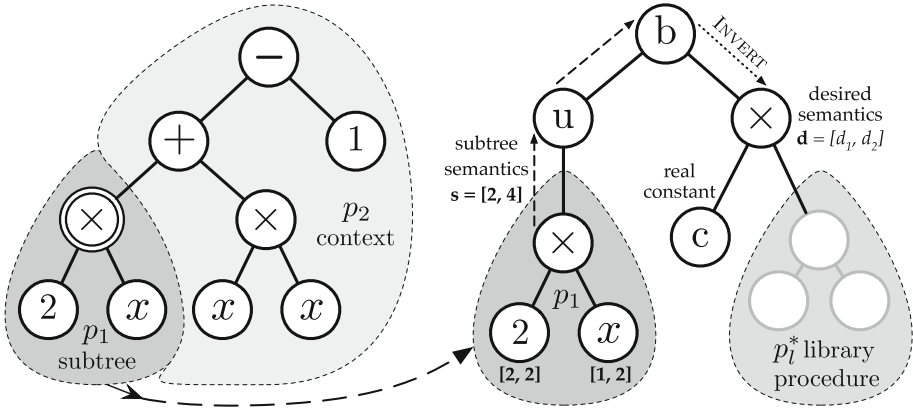 −
+
1
×
×
2
x
x
x
p₁
subtree
p₂
context
b
INVERT
u
×
desired
semantics
d = [d₁, d₂]
subtree
semantics
s = [2, 4]
real
constant
c
×
p₁
2
x
[2, 2]
[1, 2]
pₗ* library
procedure